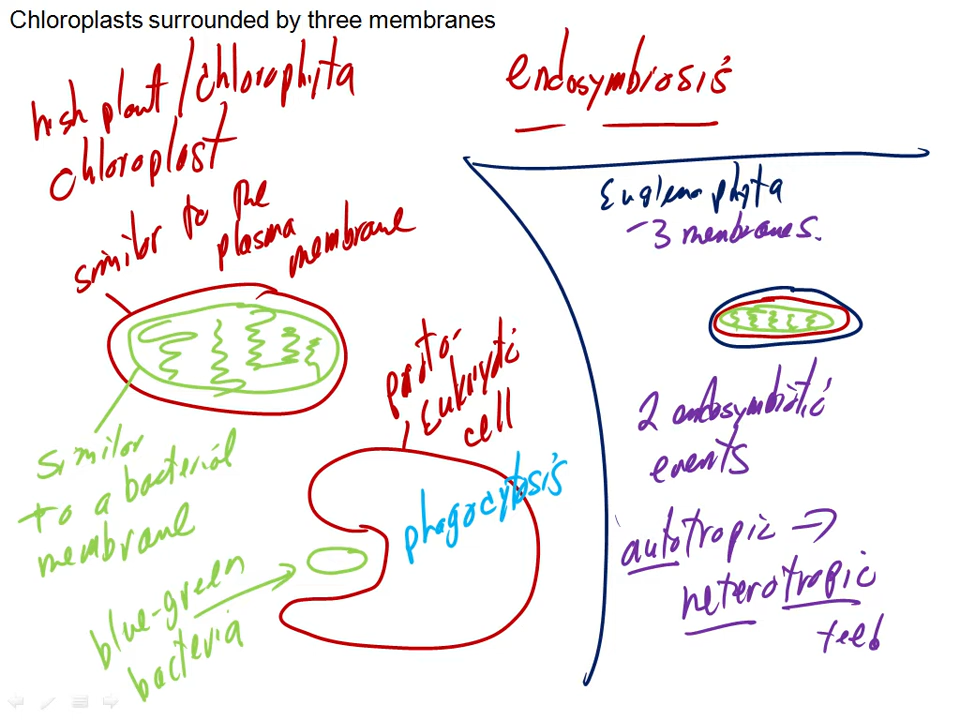 Chloroplasts surrounded by three membranes
high plant / chlorophyta
chloroplast
similar to the
plasma
membrane
similar
to a bacterial
membrane
blue-green
bacteria
proto-
Eukrytic
cell
phagocytosis
endosymbiosis
Euglenophyta
- 3 membranes.
2 endosymbiotic
events
autotropic →
heterotropic
feed